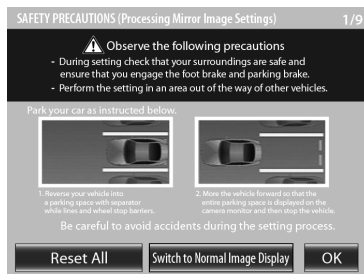 SAFETY PRECAUTIONS (Processing Mirror Image Settings) 1/9
Observe the following precautions
- During setting check that your surroundings are safe and
ensure that you engage the foot brake and parking brake.
- Perform the setting in an area out of the way of other vehicles.
Park your car as instructed below.
1. Reverse your vehicle into
a parking space with separator
while lines and wheel stop barriers.
2. More the vehicle forward so that the
entire parking space is displayed on the
camera monitor and then stop the vehicle.
Be careful to avoid accidents during the setting process.
Reset All
Switch to Normal Image Display
OK